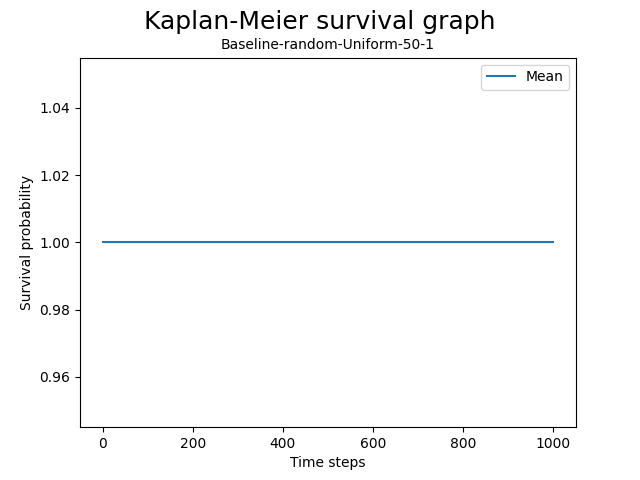 Kaplan-Meier survival graph
Baseline-random-Uniform-50-1
Mean
1.04
1.02
1.00
0.98
0.96
Survival probability
0 200 400 600 800 1000
Time steps